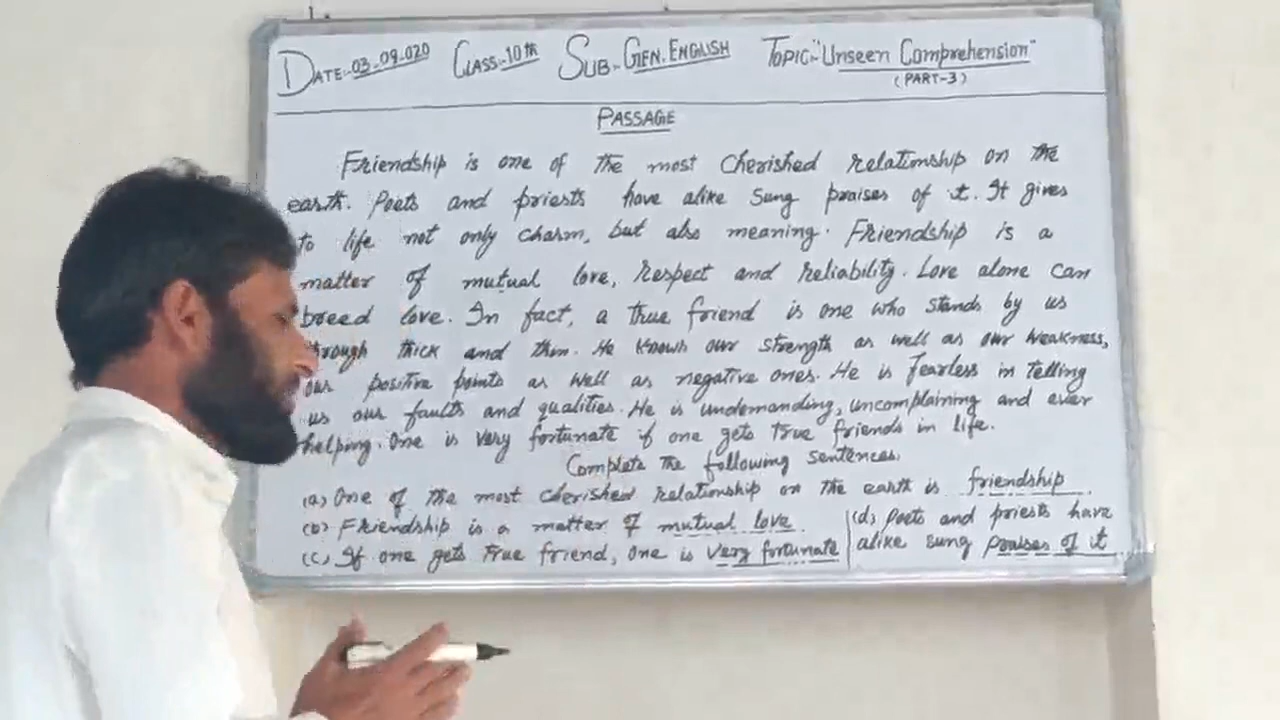 DATE:-03-09-020 CLASS:-10th SUB:-GEN. ENGLISH TOPIC:-"Unseen Comprehension"
(PART-3)
PASSAGE
Friendship is one of the most cherished relationship on the
earth. Poets and priests have alike sung praises of it. It gives
to life not only charm, but also meaning. Friendship is a
matter of mutual love, respect and reliability. Love alone can
breed love. In fact, a true friend is one who stands by us
through thick and thin. He knows our strength as well as our weakness,
our positive points as well as negative ones. He is fearless in telling
us our faults and qualities. He is undemanding, uncomplaining and ever
helping. One is very fortunate if one gets true friends in life.
Complete the following sentences.
(a) One of the most cherished relationship on the earth is friendship
(b) Friendship is a matter of mutual love.
(c) If one gets true friend, one is very fortunate
(d) Poets and priests have
alike sung praises of it